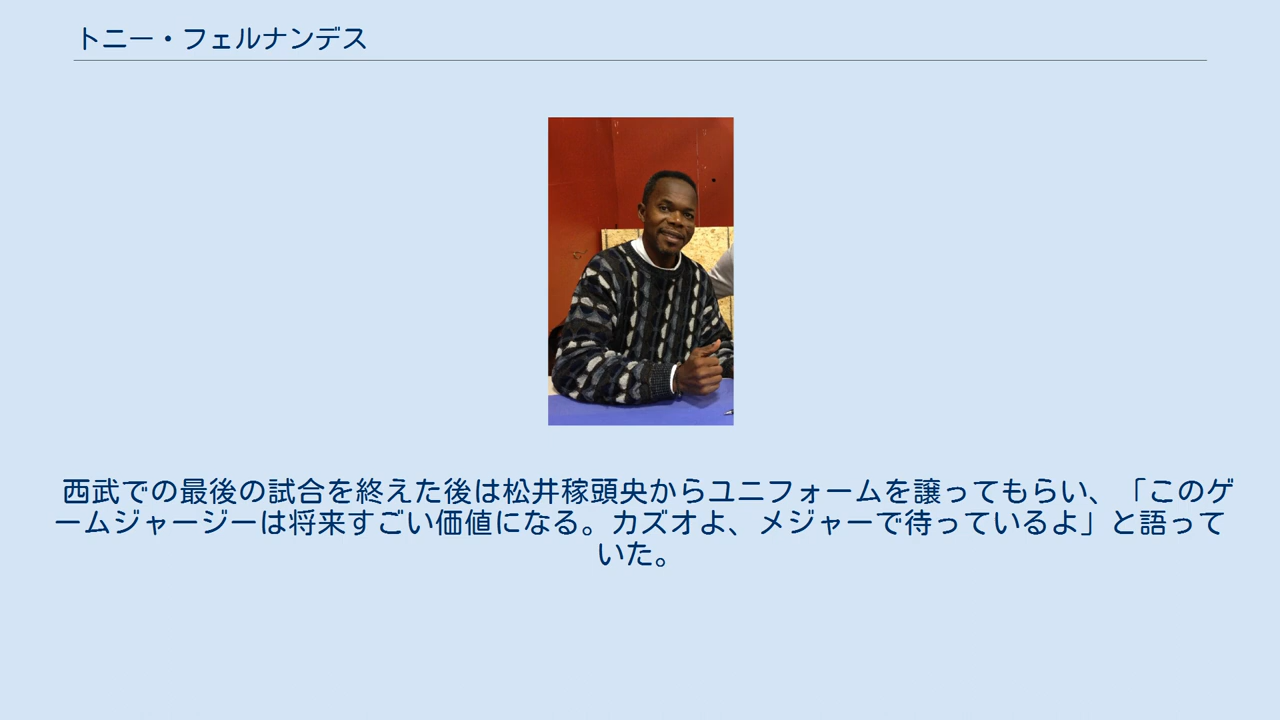 トニー・フェルナンデス
西武での最後の試合を終えた後は松井稼頭央からユニフォームを譲ってもらい、「このゲ
ームジャージーは将来すごい価値になる。カズオよ、メジャーで待っているよ」と語って
いた。